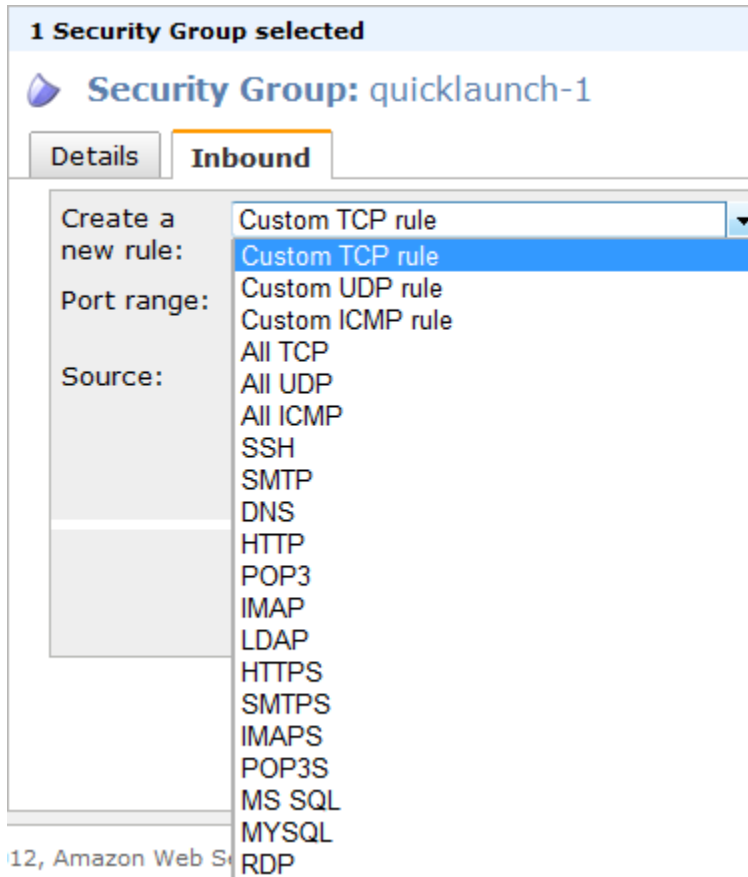 1 Security Group selected
Security Group: quicklaunch-1
Details
Inbound
Create a new rule:
Custom TCP rule
Port range:
Source:
Custom TCP rule
Custom UDP rule
Custom ICMP rule
All TCP
All UDP
All ICMP
SSH
SMTP
DNS
HTTP
POP3
IMAP
LDAP
HTTPS
SMTPS
IMAPS
POP3S
MS SQL
MYSQL
RDP
12, Amazon Web